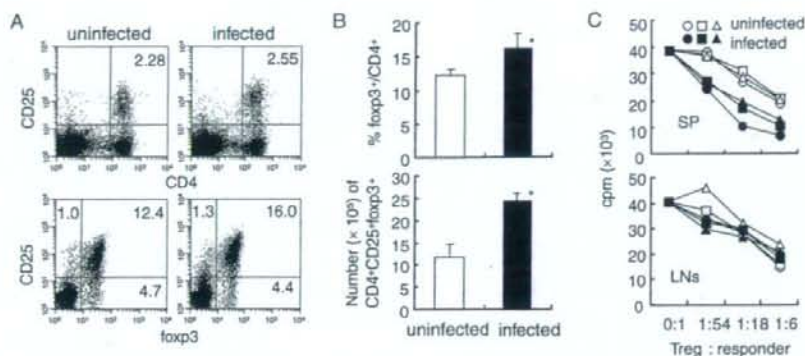 A
uninfected
infected
2.28
2.55
CD25
CD4
1.0
12.4
1.3
16.0
CD25
4.7
4.4
foxp3
B
% foxp3⁺/CD4⁺
20
15
10
5
0
*
Number (× 10⁵) of
CD4⁺CD25⁺foxp3⁺
30
25
20
15
10
5
0
*
uninfected
infected
C
uninfected
infected
cpm (×10³)
50
40
30
20
10
0
SP
50
40
30
20
10
0
LNs
0:1
1:54
1:18
1:6
Treg : responder